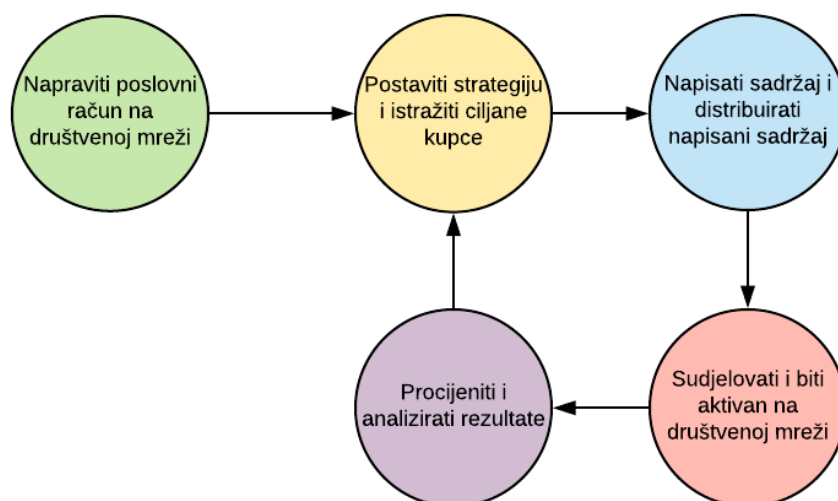 Napraviti poslovni
račun na
društvenoj mreži
Postaviti strategiju
i istražiti ciljane
kupce
Napisati sadržaj i
distribuirati
napisani sadržaj
Sudjelovati i biti
aktivan na
društvenoj mreži
Procijeniti i
analizirati rezultate